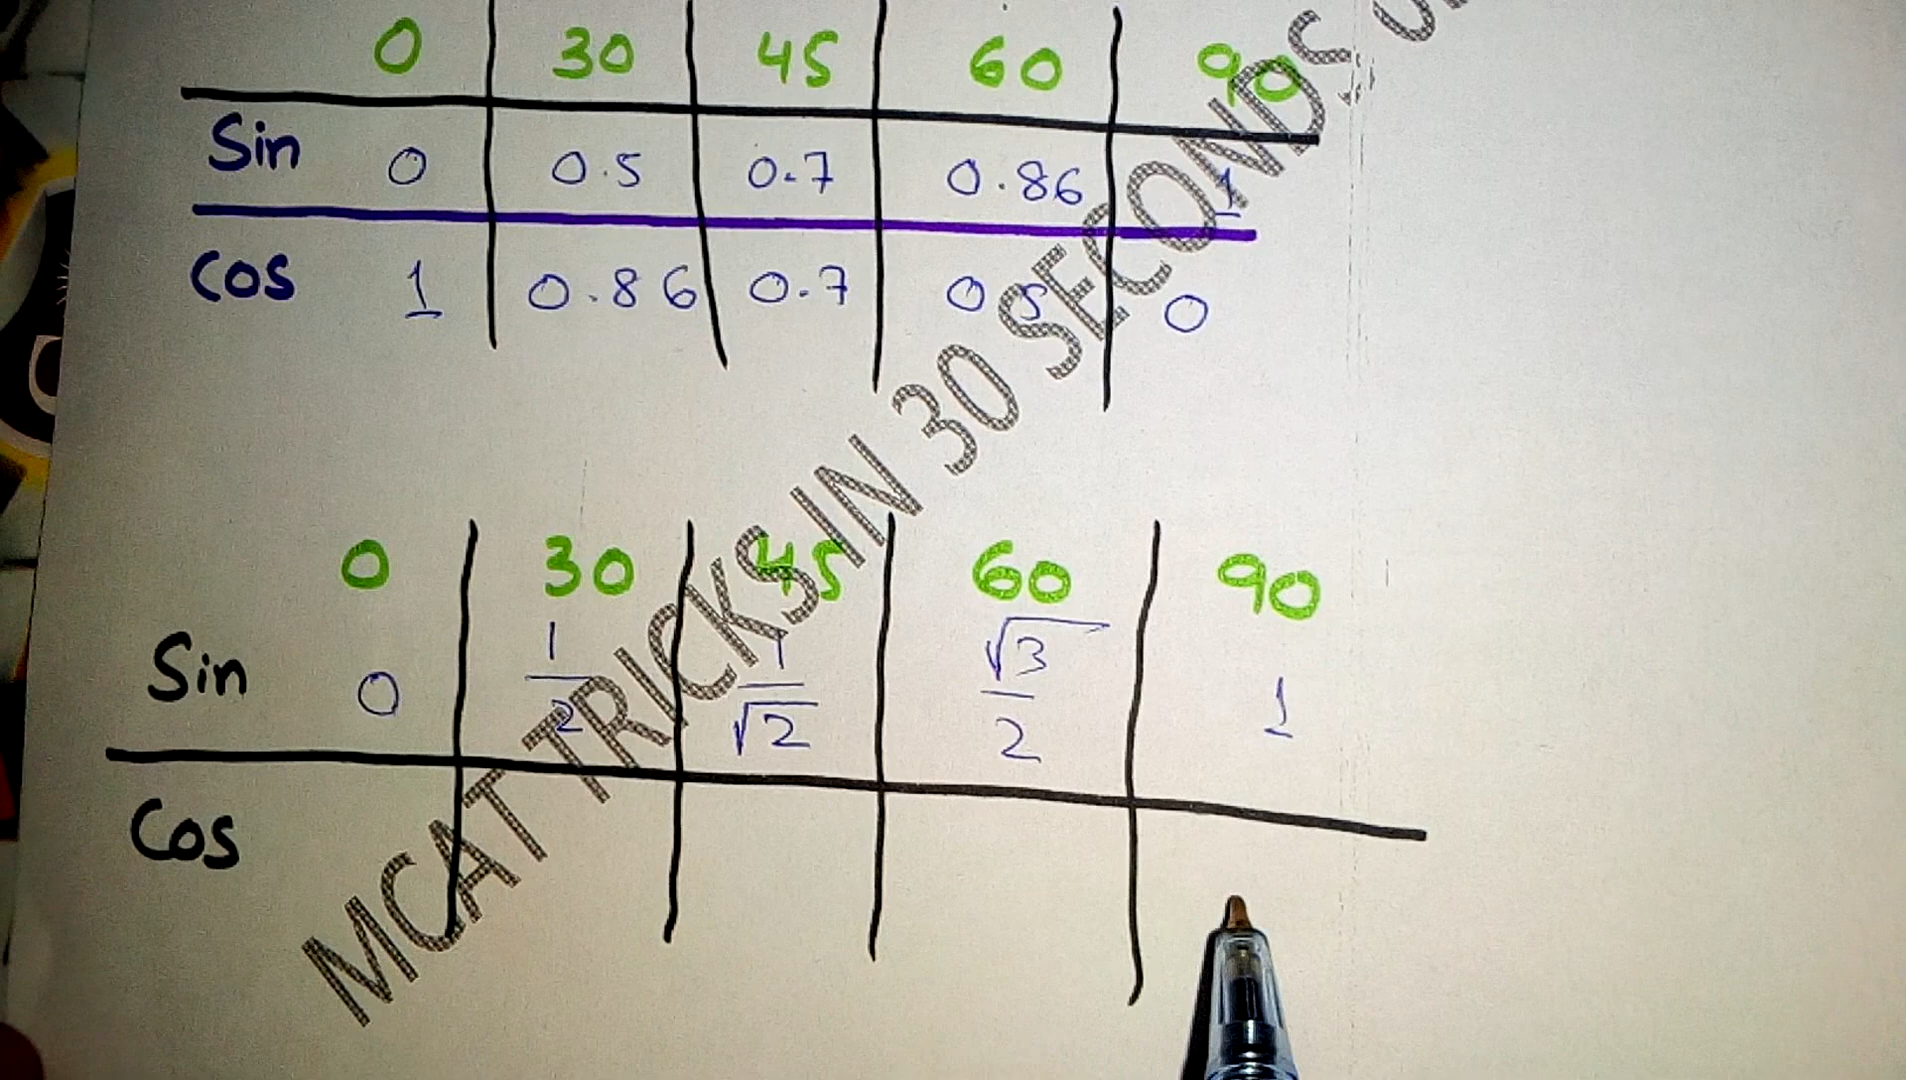 0 30 45 60 90
Sin 0 0.5 0.7 0.86 1
Cos 1 0.86 0.7 0.5 0
MCAT TRICKS IN 30 SECONDS
0 30 45 60 90
Sin 0 1/2 1/√2 √3/2 1
Cos